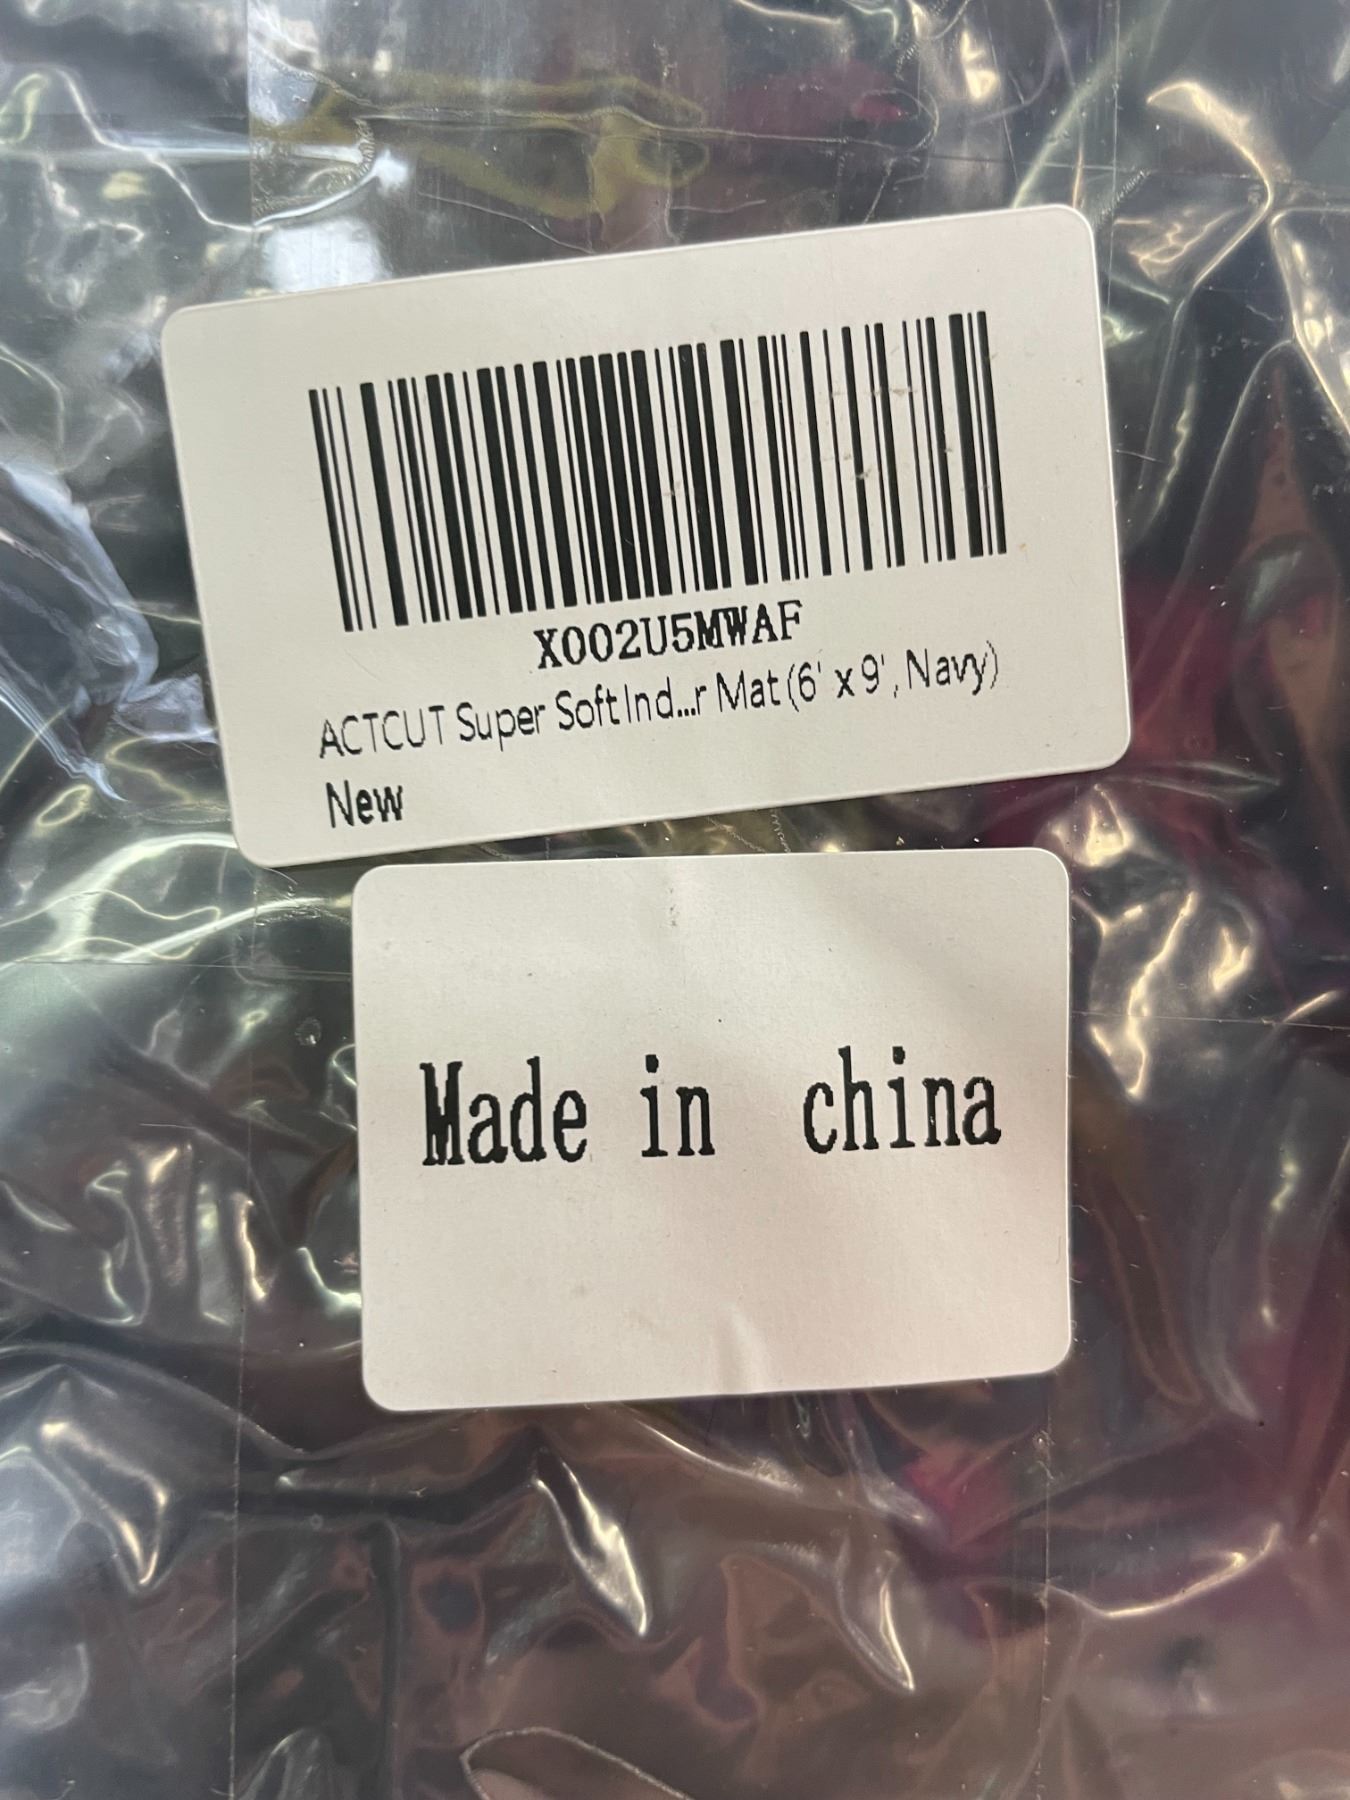 X002U5MWAF
ACTCUT Super Soft Ind...r Mat (6' x 9', Navy)
New
Made in china